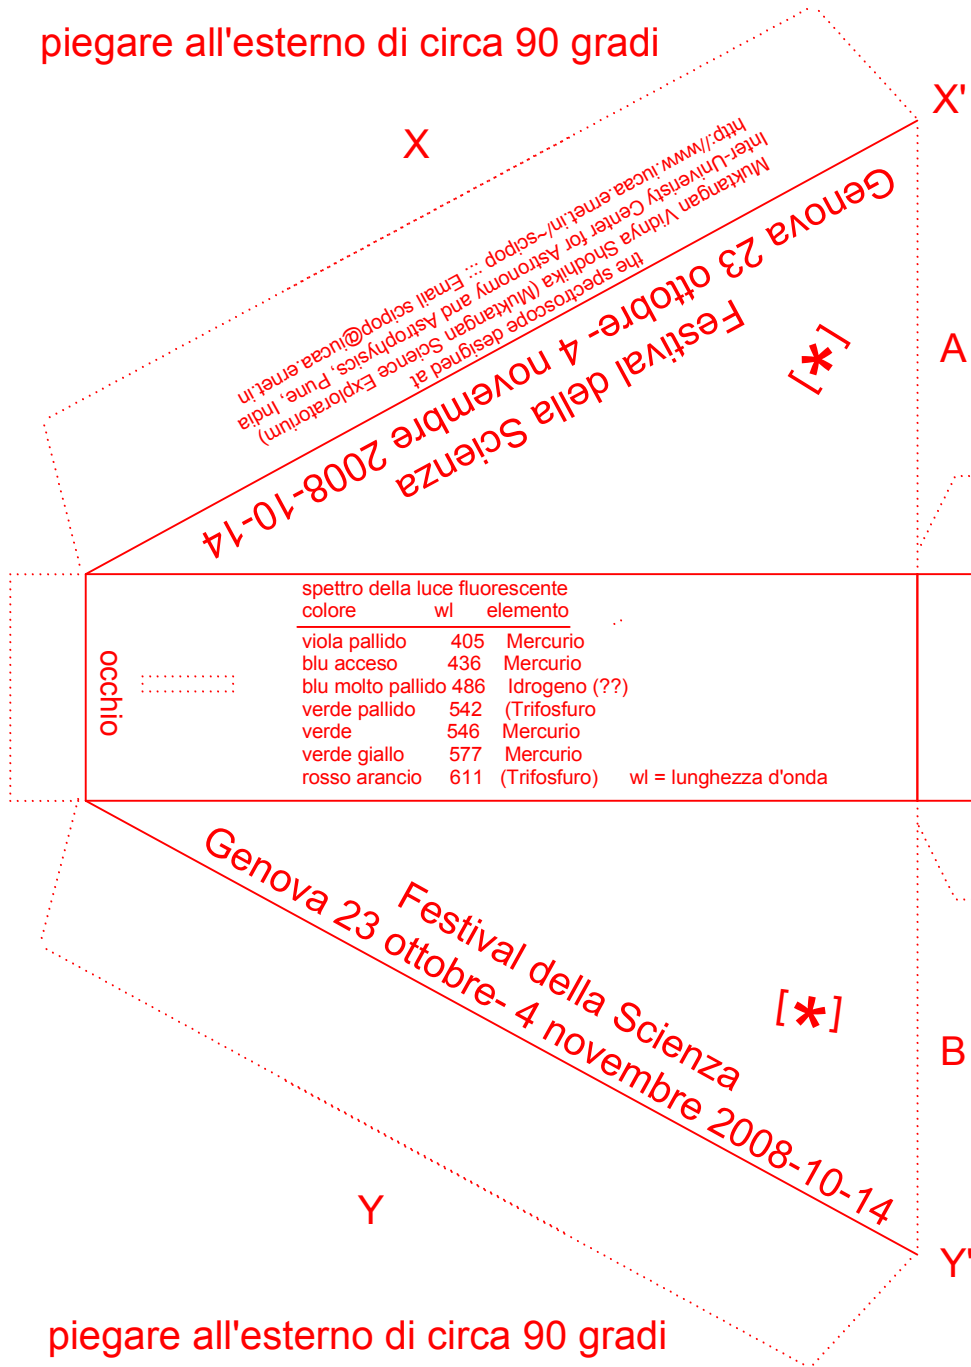 piegare all'esterno di circa 90 gradi
X'
X
http://www.iucaa.ernet.in/~scipop ::: Email scipop@iucaa.ernet.in
Inter-Univeristy Center for Astronomy and Astrophysics, Pune, India
Muktangan Vidnya Shodhika (Muktangan Science Exploratorium)
the spectroscope designed at
Genova 23 ottobre- 4 novembre 2008-10-14
Festival della Scienza
[*]
A
spettro della luce fluorescente
colore wl elemento
viola pallido 405 Mercurio
blu acceso 436 Mercurio
blu molto pallido 486 Idrogeno (??)
verde pallido 542 (Trifosfuro
verde 546 Mercurio
verde giallo 577 Mercurio
rosso arancio 611 (Trifosfuro) wl = lunghezza d'onda
occhio
Festival della Scienza
Genova 23 ottobre- 4 novembre 2008-10-14
[*]
B
Y
Y'
piegare all'esterno di circa 90 gradi